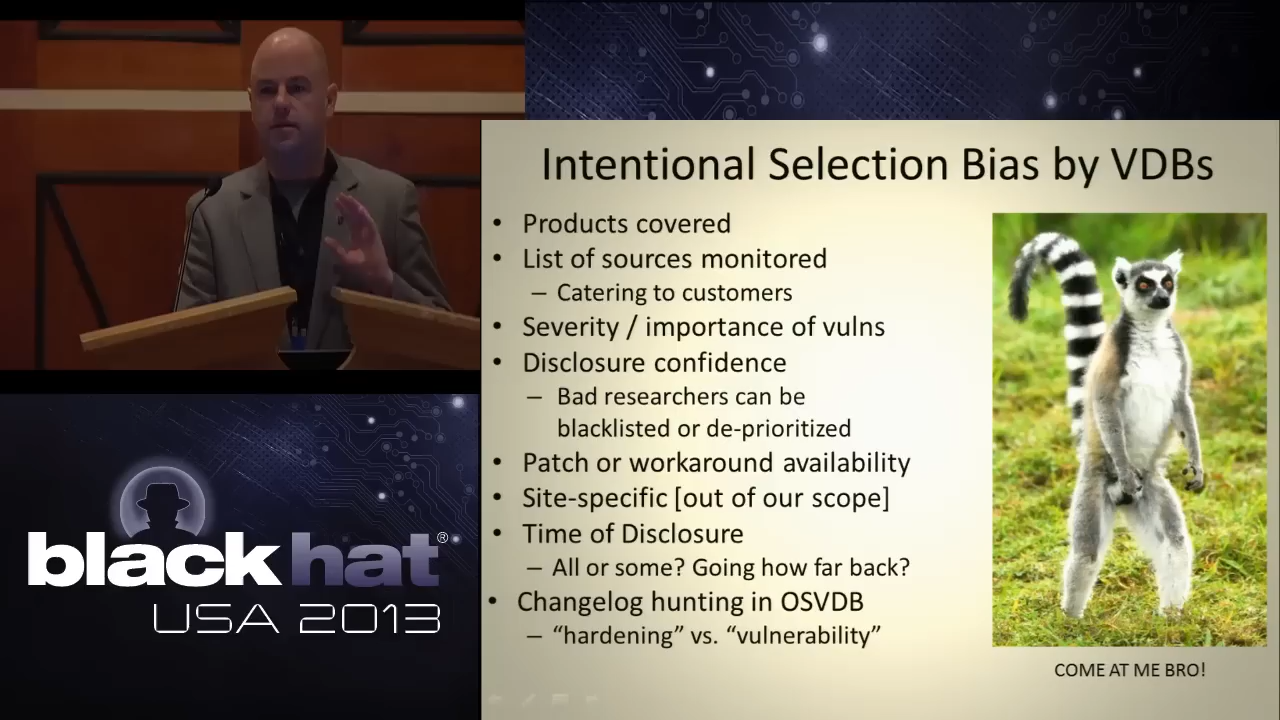 Intentional Selection Bias by VDBs
• Products covered
• List of sources monitored
– Catering to customers
• Severity / importance of vulns
• Disclosure confidence
– Bad researchers can be
blacklisted or de-prioritized
• Patch or workaround availability
• Site-specific [out of our scope]
• Time of Disclosure
– All or some? Going how far back?
• Changelog hunting in OSVDB
– “hardening” vs. “vulnerability”
COME AT ME BRO!
black hat®
USA 2013